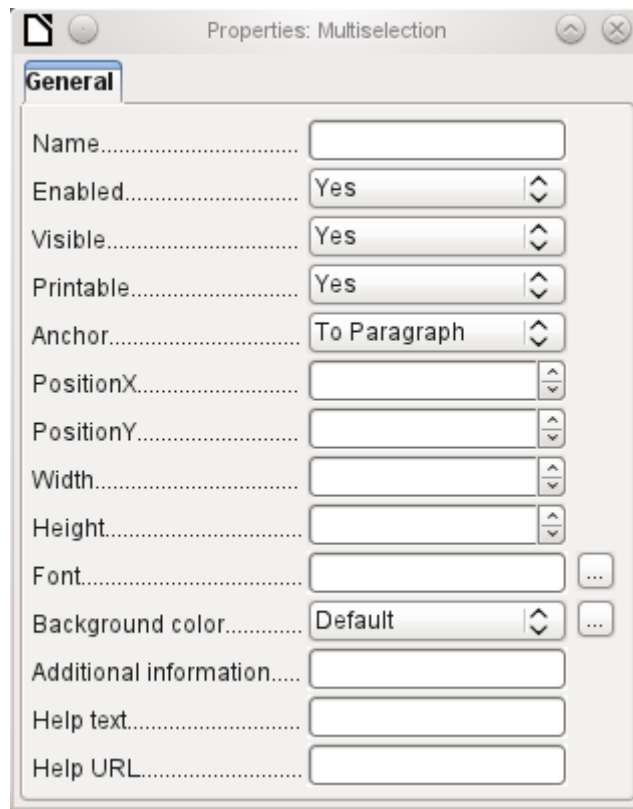 Properties: Multiselection
General
Name...............................
Enabled.......................... Yes
Visible............................. Yes
Printable......................... Yes
Anchor............................ To Paragraph
PositionX........................
PositionY........................
Width..............................
Height.............................
Font................................ ...
Background color........... Default ...
Additional information.....
Help text.........................
Help URL.......................